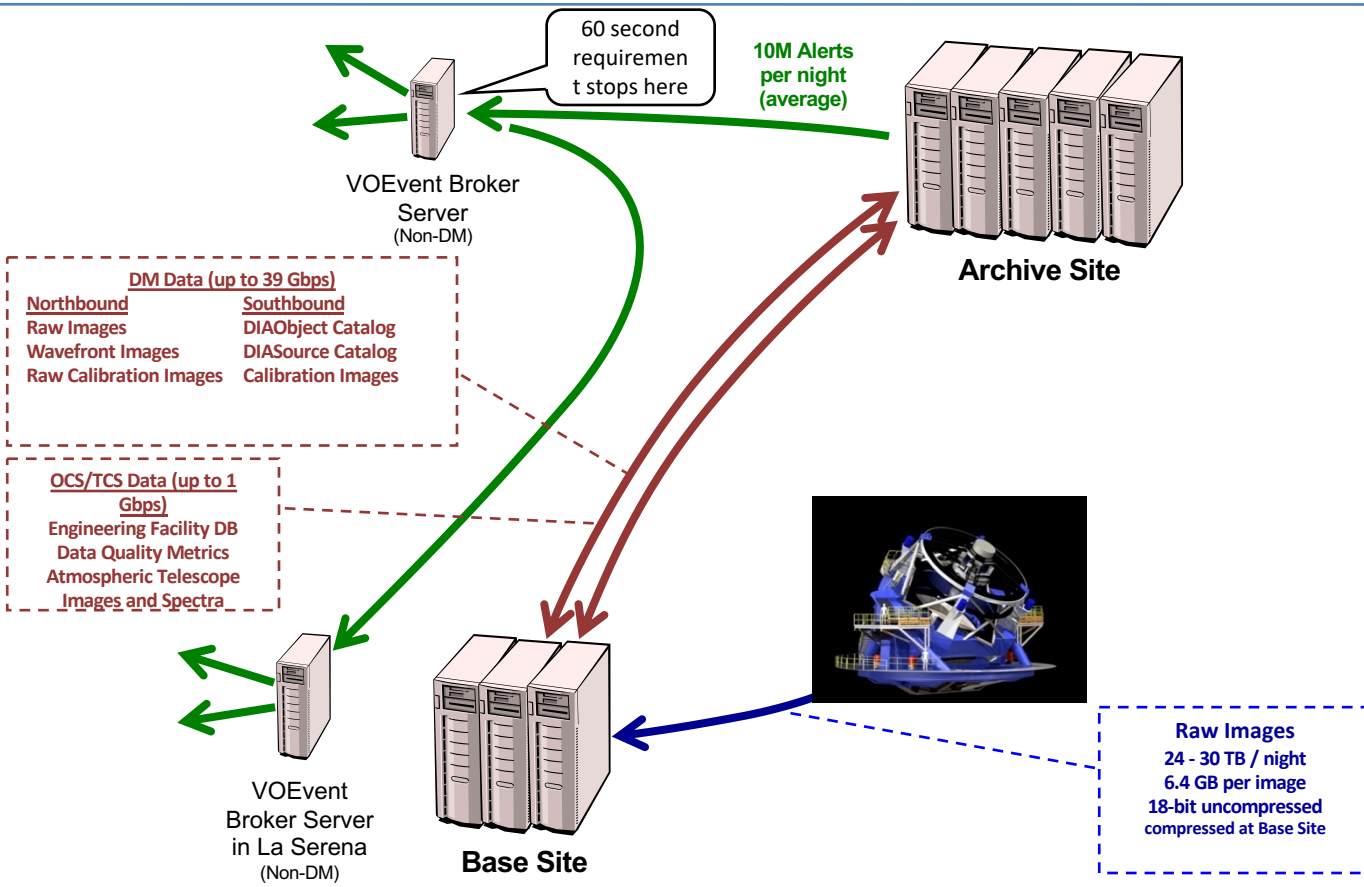 60 second
requiremen
t stops here
10M Alerts
per night
(average)
VOEvent Broker
Server
(Non-DM)
Archive Site
DM Data (up to 39 Gbps)
Northbound Southbound
Raw Images DIAObject Catalog
Wavefront Images DIASource Catalog
Raw Calibration Images Calibration Images
OCS/TCS Data (up to 1
Gbps)
Engineering Facility DB
Data Quality Metrics
Atmospheric Telescope
Images and Spectra
VOEvent
Broker Server
in La Serena
(Non-DM)
Base Site
Raw Images
24 - 30 TB / night
6.4 GB per image
18-bit uncompressed
compressed at Base Site